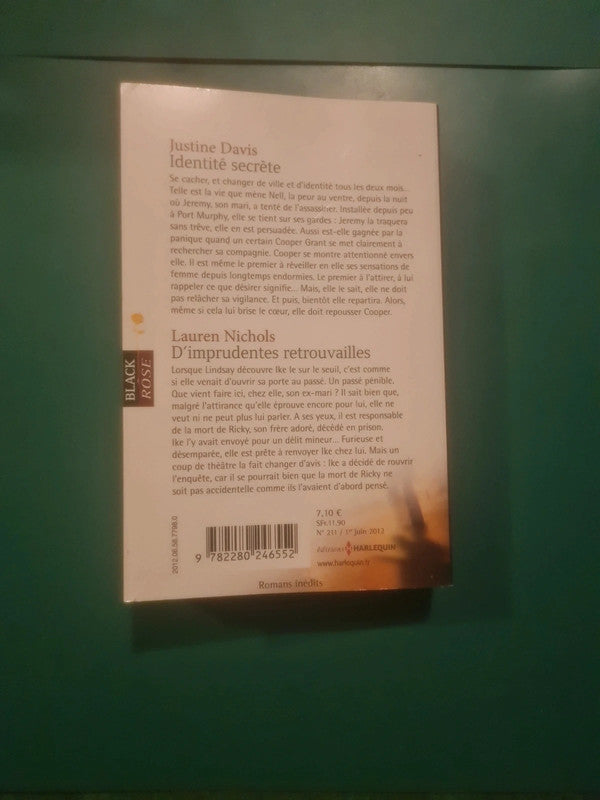 Justine Davis
Identité secrète
Se cacher, et changer de ville et d'identité tous les deux mois...
Telle est la vie que mène Nell, la peur au ventre, depuis la nuit
où Jeremy, son mari, a tenté de l'assassiner. Installée depuis peu
à Port Murphy, elle se tient sur ses gardes : Jeremy la traquera
sans trêve, elle en est persuadée. Aussi est-elle gagnée par la
panique quand un certain Cooper Grant se met clairement à
rechercher sa compagnie. Cooper se montre attentionné envers
elle. Il est même le premier à réveiller en elle ses sensations de
femme depuis longtemps endormies. Le premier à l'attirer, à lui
rappeler ce que désirer signifie... Mais, elle le sait, elle ne doit
pas relâcher sa vigilance. Et puis, bientôt elle repartira. Alors,
même si cela lui brise le cœur, elle doit repousser Cooper.
Lauren Nichols
D'imprudentes retrouvailles
Lorsque Lindsay découvre Ike le sur le seuil, c'est comme
si elle venait d'ouvrir sa porte au passé. Un passé pénible.
Que vient faire ici, chez elle, son ex-mari ? Il sait bien que,
malgré l'attirance qu'elle éprouve encore pour lui, elle ne
veut ni ne peut plus lui parler. A ses yeux, il est responsable
de la mort de Ricky, son frère adoré, décédé en prison.
Ike l'y avait envoyé pour un délit mineur... Furieuse et
désemparée, elle est prête à renvoyer Ike chez lui. Mais un
coup de théâtre la fait changer d'avis : Ike a décidé de rouvrir
l'enquête, car il se pourrait bien que la mort de Ricky ne
soit pas accidentelle comme ils l'avaient d'abord pensé.
BLACK
ROSE
2012.06.58.7798.0
9 782280 246552
7,10 €
SFr.11.90
N° 211 / 1er juin 2012
éditions HARLEQUIN
www.harlequin.fr
Romans inédits